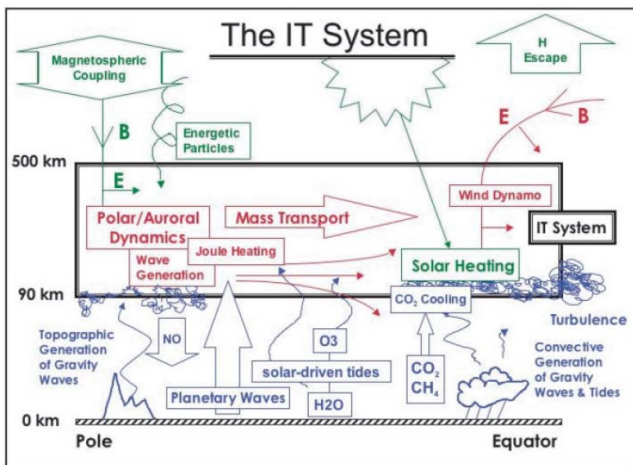 The IT System
Magnetospheric
Coupling
H
Escape
B
Energetic
Particles
E
B
500 km
E
Wind Dynamo
Polar/Auroral
Dynamics
Mass Transport
IT System
Joule Heating
Wave
Generation
Solar Heating
90 km
CO2 Cooling
Turbulence
Topographic
Generation
of Gravity
Waves
NO
O3
solar-driven tides
CO2
CH4
Convective
Generation
of Gravity
Waves & Tides
Planetary Waves
H2O
0 km
Pole
Equator